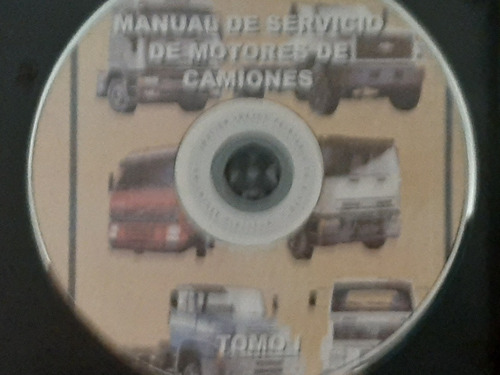 MANUAL DE SERVICIO
DE MOTORES DE
CAMIONES
TOMO I